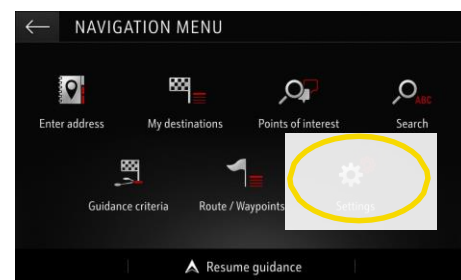 NAVIGATION MENU
Enter address My destinations Points of interest Search
ABC
Guidance criteria Route / Waypoints Settings
Resume guidance